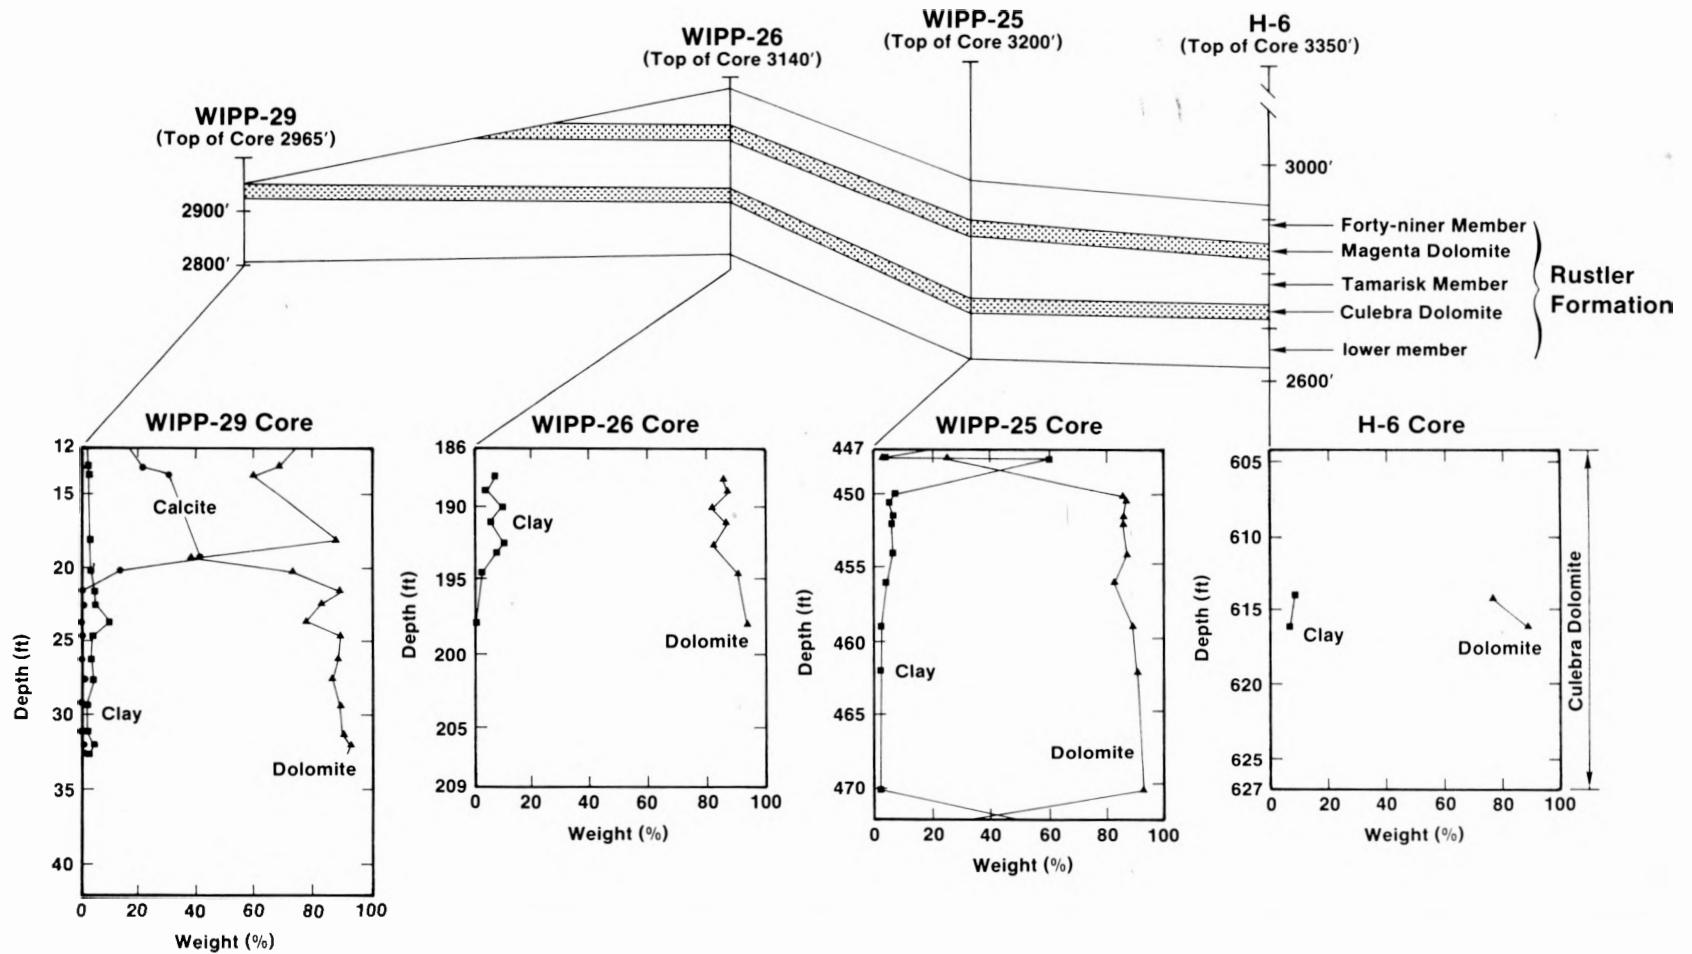 WIPP-29
(Top of Core 2965′)
WIPP-26
(Top of Core 3140′)
WIPP-25
(Top of Core 3200′)
H-6
(Top of Core 3350′)
2900′
2800′
3000′
2600′
Forty-niner Member
Magenta Dolomite
Tamarisk Member
Culebra Dolomite
lower member
Rustler
Formation
WIPP-29 Core
12
15
20
25
30
35
40
Depth (ft)
Calcite
Clay
Dolomite
0 20 40 60 80 100
Weight (%)
WIPP-26 Core
186
190
195
200
205
209
Depth (ft)
Clay
Dolomite
0 20 40 60 80 100
Weight (%)
WIPP-25 Core
447
450
455
460
465
470
Depth (ft)
Clay
Dolomite
0 20 40 60 80 100
Weight (%)
H-6 Core
605
610
615
620
625
627
Depth (ft)
Clay
Dolomite
0 20 40 60 80 100
Weight (%)
Culebra Dolomite